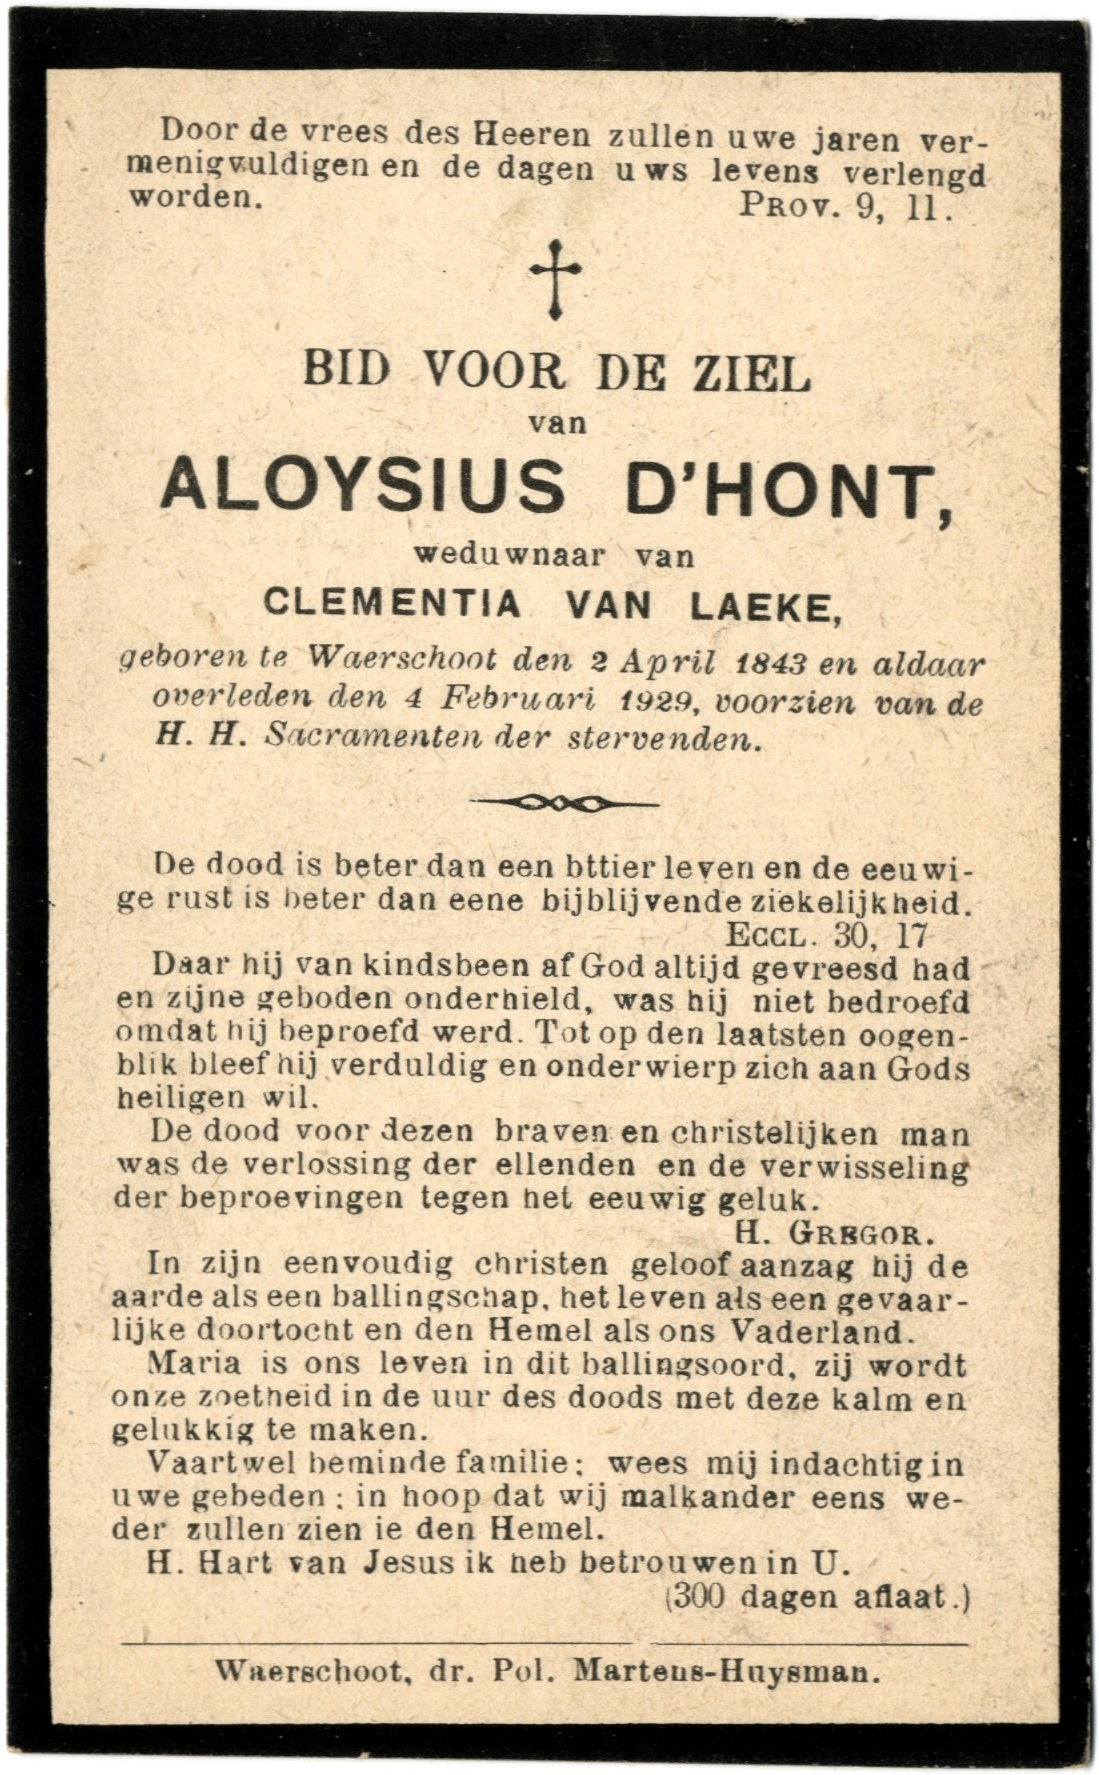 Door de vrees des Heeren zullen uwe jaren ver-
menigvuldigen en de dagen uws levens verlengd
worden. PROV. 9, 11.
BID VOOR DE ZIEL
van
ALOYSIUS D'HONT,
weduwnaar van
CLEMENTIA VAN LAEKE,
geboren te Waerschoot den 2 April 1843 en aldaar
overleden den 4 Februari 1929, voorzien van de
H. H. Sacramenten der stervenden.
De dood is beter dan een bttier leven en de eeuwi-
ge rust is beter dan eene bijblijvende ziekelijkheid.
ECCL. 30, 17
Daar hij van kindsbeen af God altijd gevreesd had
en zijne geboden onderhield, was hij niet bedroefd
omdat hij beproefd werd. Tot op den laatsten oogen-
blik bleef hij verduldig en onderwierp zich aan Gods
heiligen wil.
De dood voor dezen braven en christelijken man
was de verlossing der ellenden en de verwisseling
der beproevingen tegen het eeuwig geluk.
H. GREGOR.
In zijn eenvoudig christen geloof aanzag hij de
aarde als een ballingschap, het leven als een gevaar-
lijke doortocht en den Hemel als ons Vaderland.
Maria is ons leven in dit ballingsoord, zij wordt
onze zoetheid in de uur des doods met deze kalm en
gelukkig te maken.
Vaartwel beminde familie; wees mij indachtig in
uwe gebeden; in hoop dat wij malkander eens we-
der zullen zien ie den Hemel.
H. Hart van Jesus ik heb betrouwen in U.
(300 dagen aflaat.)
Waerschoot, dr. Pol. Martens-Huysman.